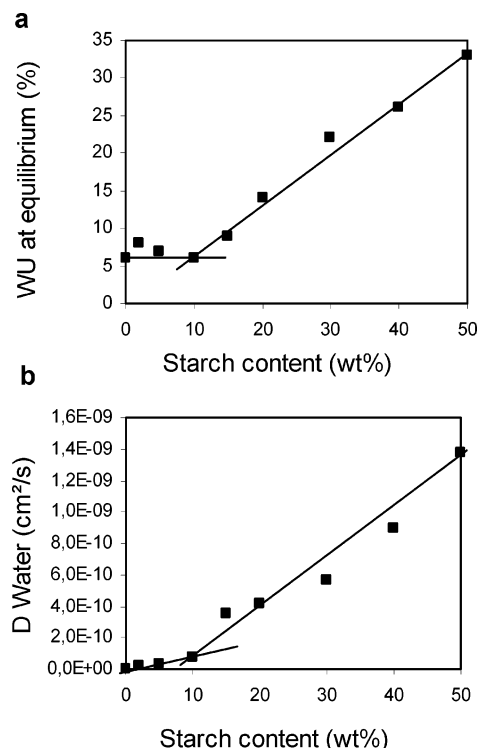 a
WU at equilibrium (%)
35
30
25
20
15
10
5
0
0 10 20 30 40 50
Starch content (wt%)
b
D Water (cm²/s)
1,6E-09
1,4E-09
1,2E-09
1,0E-09
8,0E-10
6,0E-10
4,0E-10
2,0E-10
0,0E+00
0 10 20 30 40 50
Starch content (wt%)